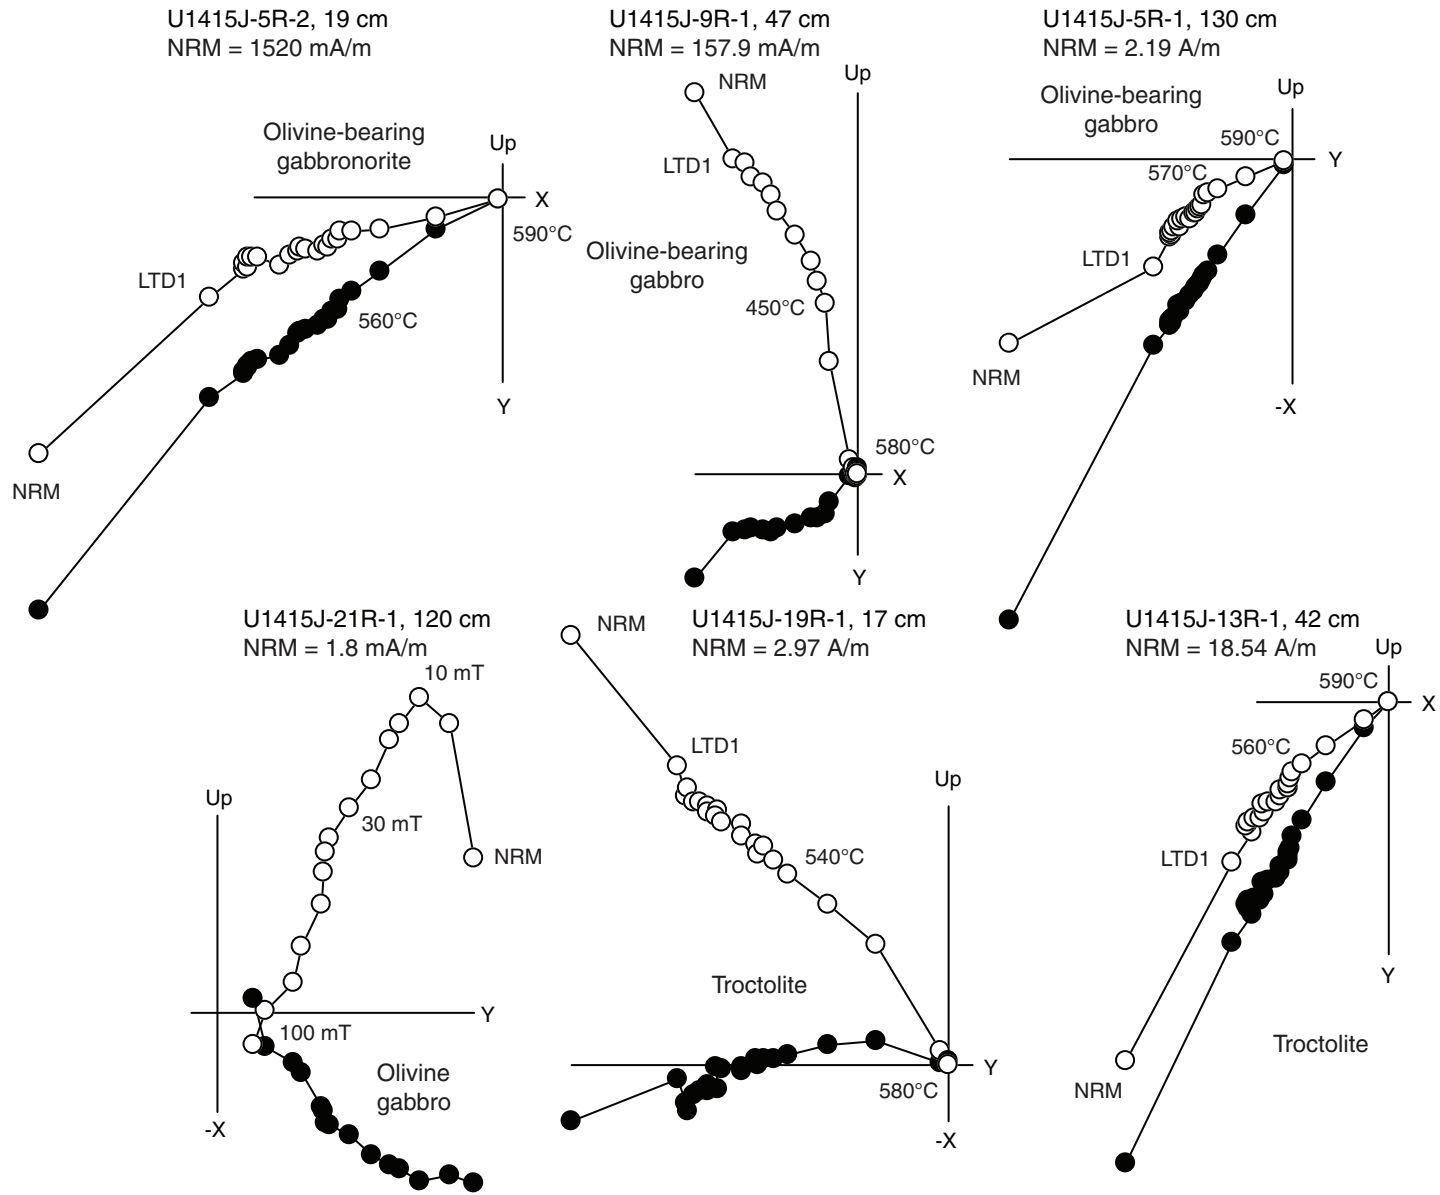 U1415J-5R-2, 19 cm
NRM = 1520 mA/m
Olivine-bearing
gabbronorite
Up
X
590°C
LTD1
560°C
Y
NRM
U1415J-9R-1, 47 cm
NRM = 157.9 mA/m
Up
NRM
LTD1
Olivine-bearing
gabbro
450°C
580°C
X
Y
U1415J-5R-1, 130 cm
NRM = 2.19 A/m
Up
Olivine-bearing
gabbro
590°C
Y
570°C
LTD1
NRM
-X
U1415J-21R-1, 120 cm
NRM = 1.8 mA/m
10 mT
Up
30 mT
NRM
Y
100 mT
Olivine
gabbro
-X
U1415J-19R-1, 17 cm
NRM = 2.97 A/m
NRM
LTD1
Up
540°C
Troctolite
Y
580°C
-X
U1415J-13R-1, 42 cm
NRM = 18.54 A/m
Up
590°C
X
560°C
LTD1
Y
Troctolite
NRM